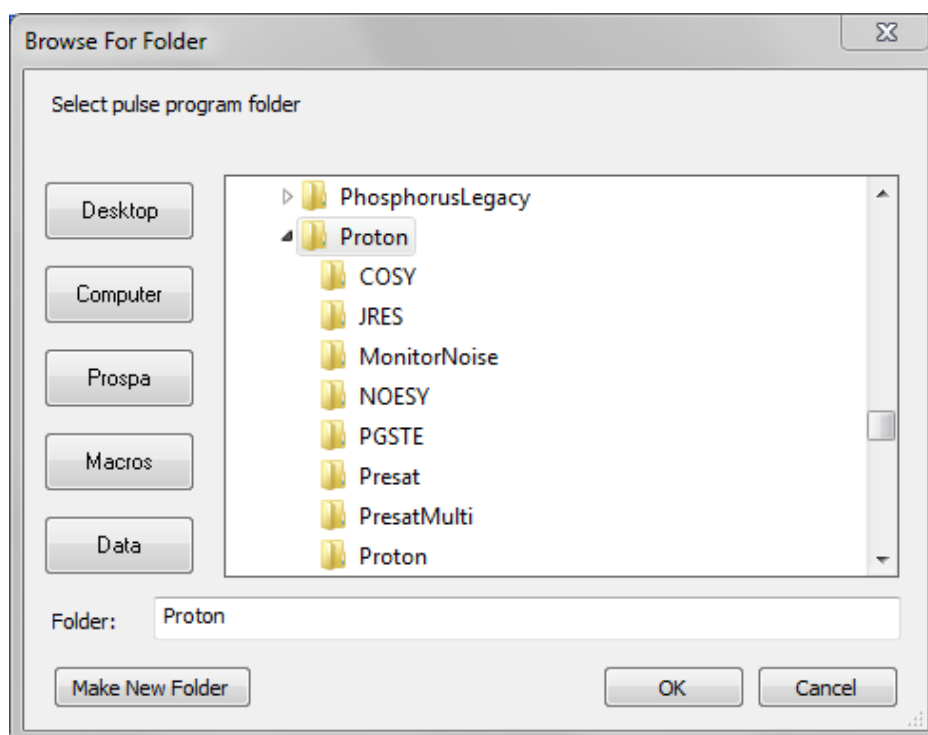 Browse For Folder
Select pulse program folder
Desktop
Computer
Prospa
Macros
Data
PhosphorusLegacy
Proton
COSY
JRES
MonitorNoise
NOESY
PGSTE
Presat
PresatMulti
Proton
Folder: Proton
Make New Folder OK Cancel